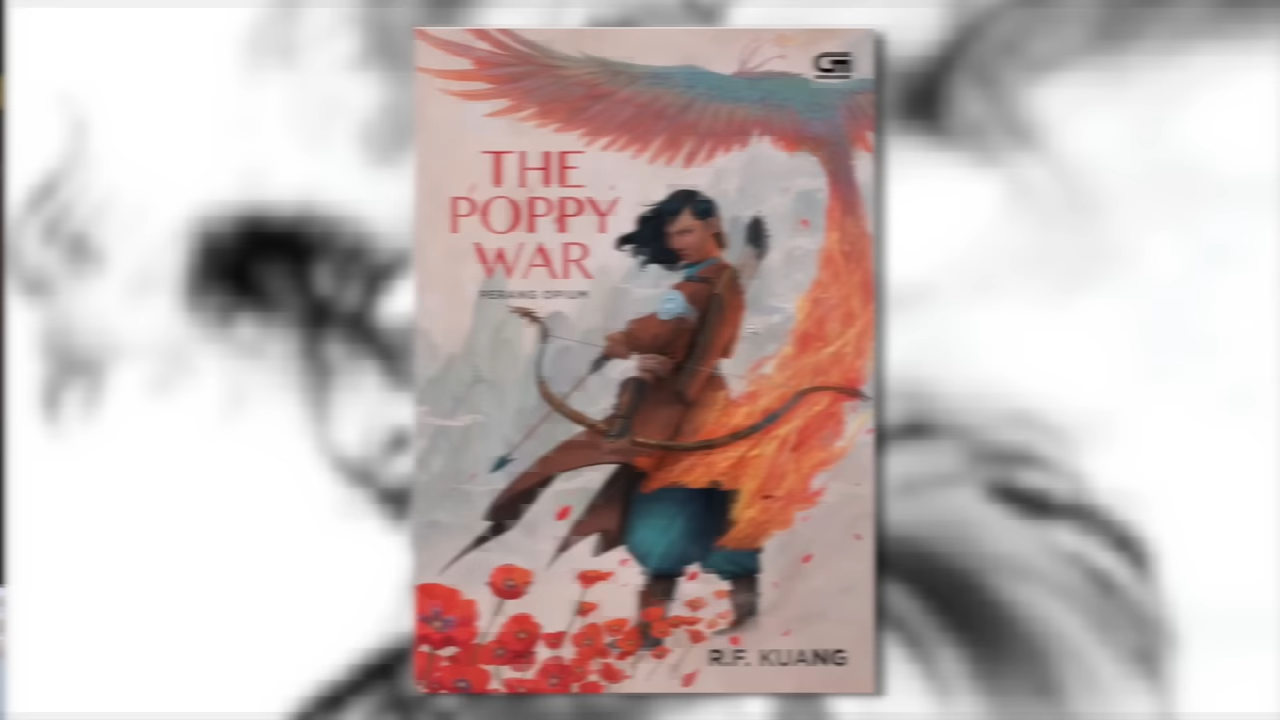 THE
POPPY
WAR
PERANG OPIUM
R.F. KUANG